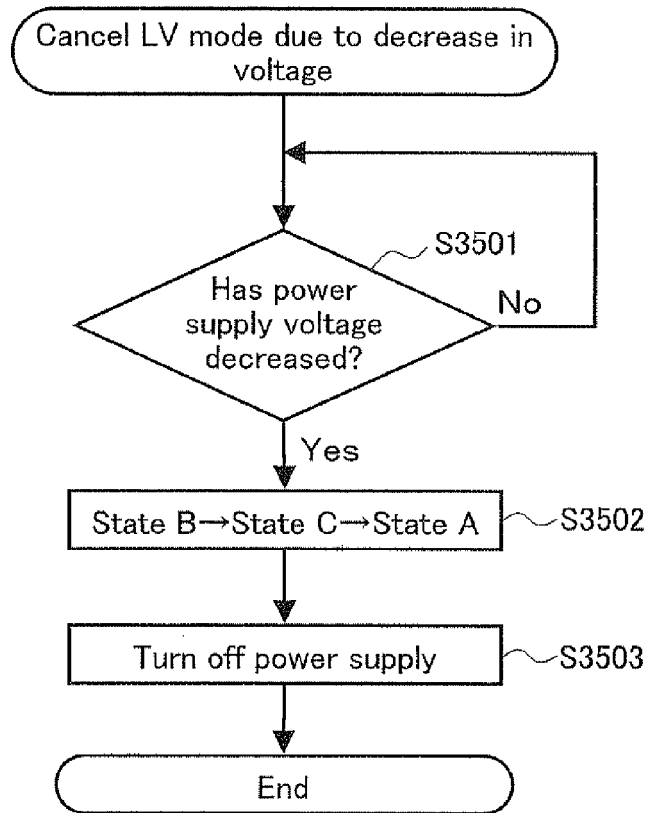 Cancel LV mode due to decrease in
voltage
S3501
Has power
supply voltage
decreased?
No
Yes
State B→State C→State A
S3502
Turn off power supply
S3503
End